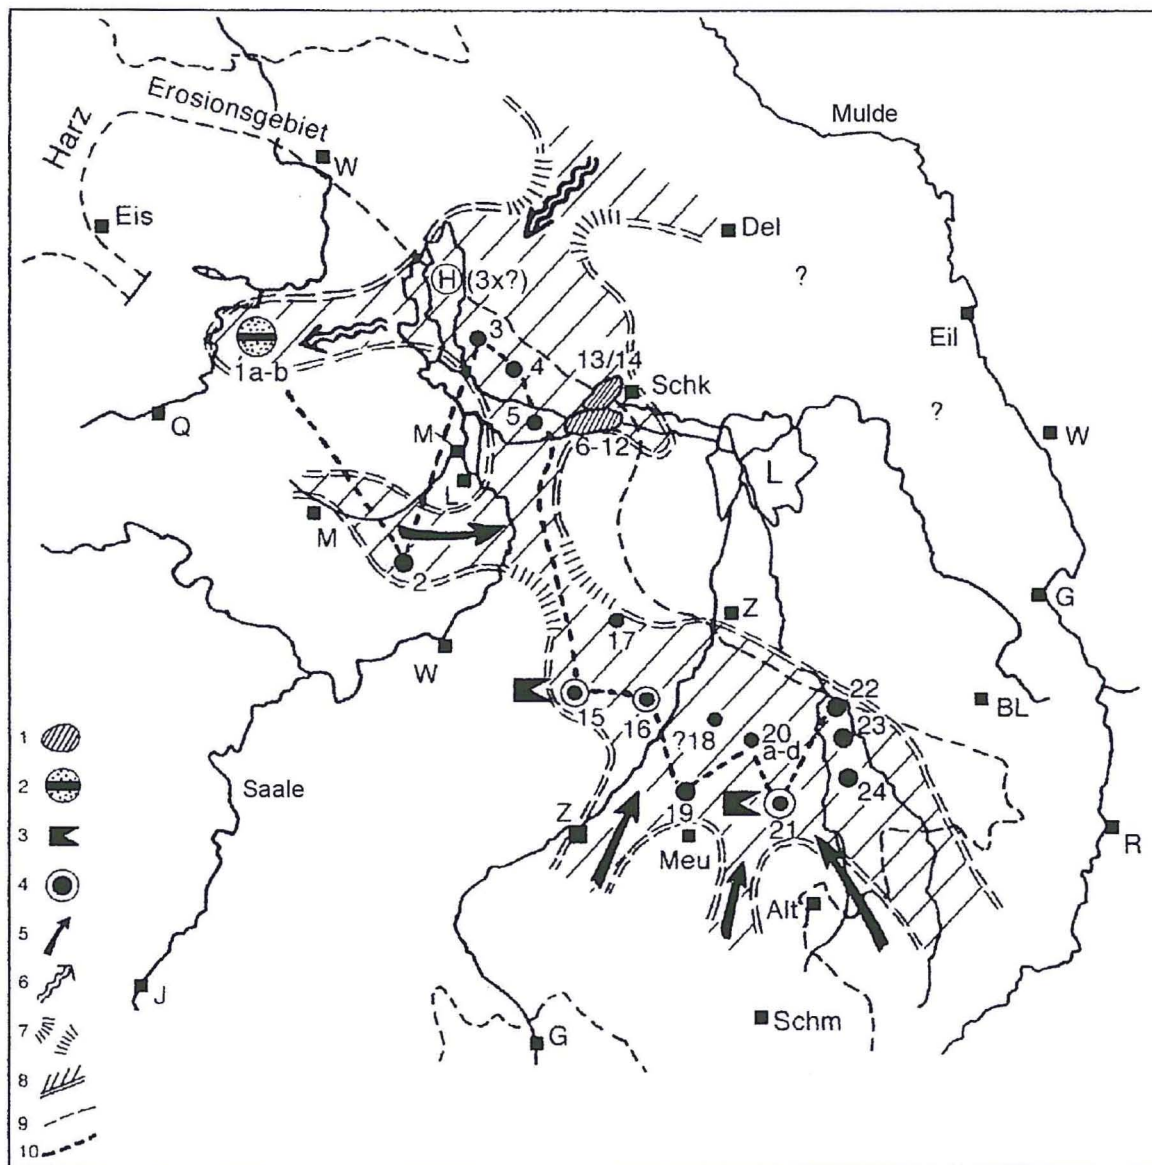 Mulde
Erosionsgebiet
Harz
W
Eis
Del
H (3x?)
?
Eil
3
13/14
1a-b
4
Schk
Q
5
?
W
M
6-12
L
L
M
2
G
Z
17
W
22
15
16
BL
23
?18
20
a-d
1
24
2
Saale
19
21
3
Z
Meu
R
4
Alt
5
6
J
Schm
7
G
8
9
10